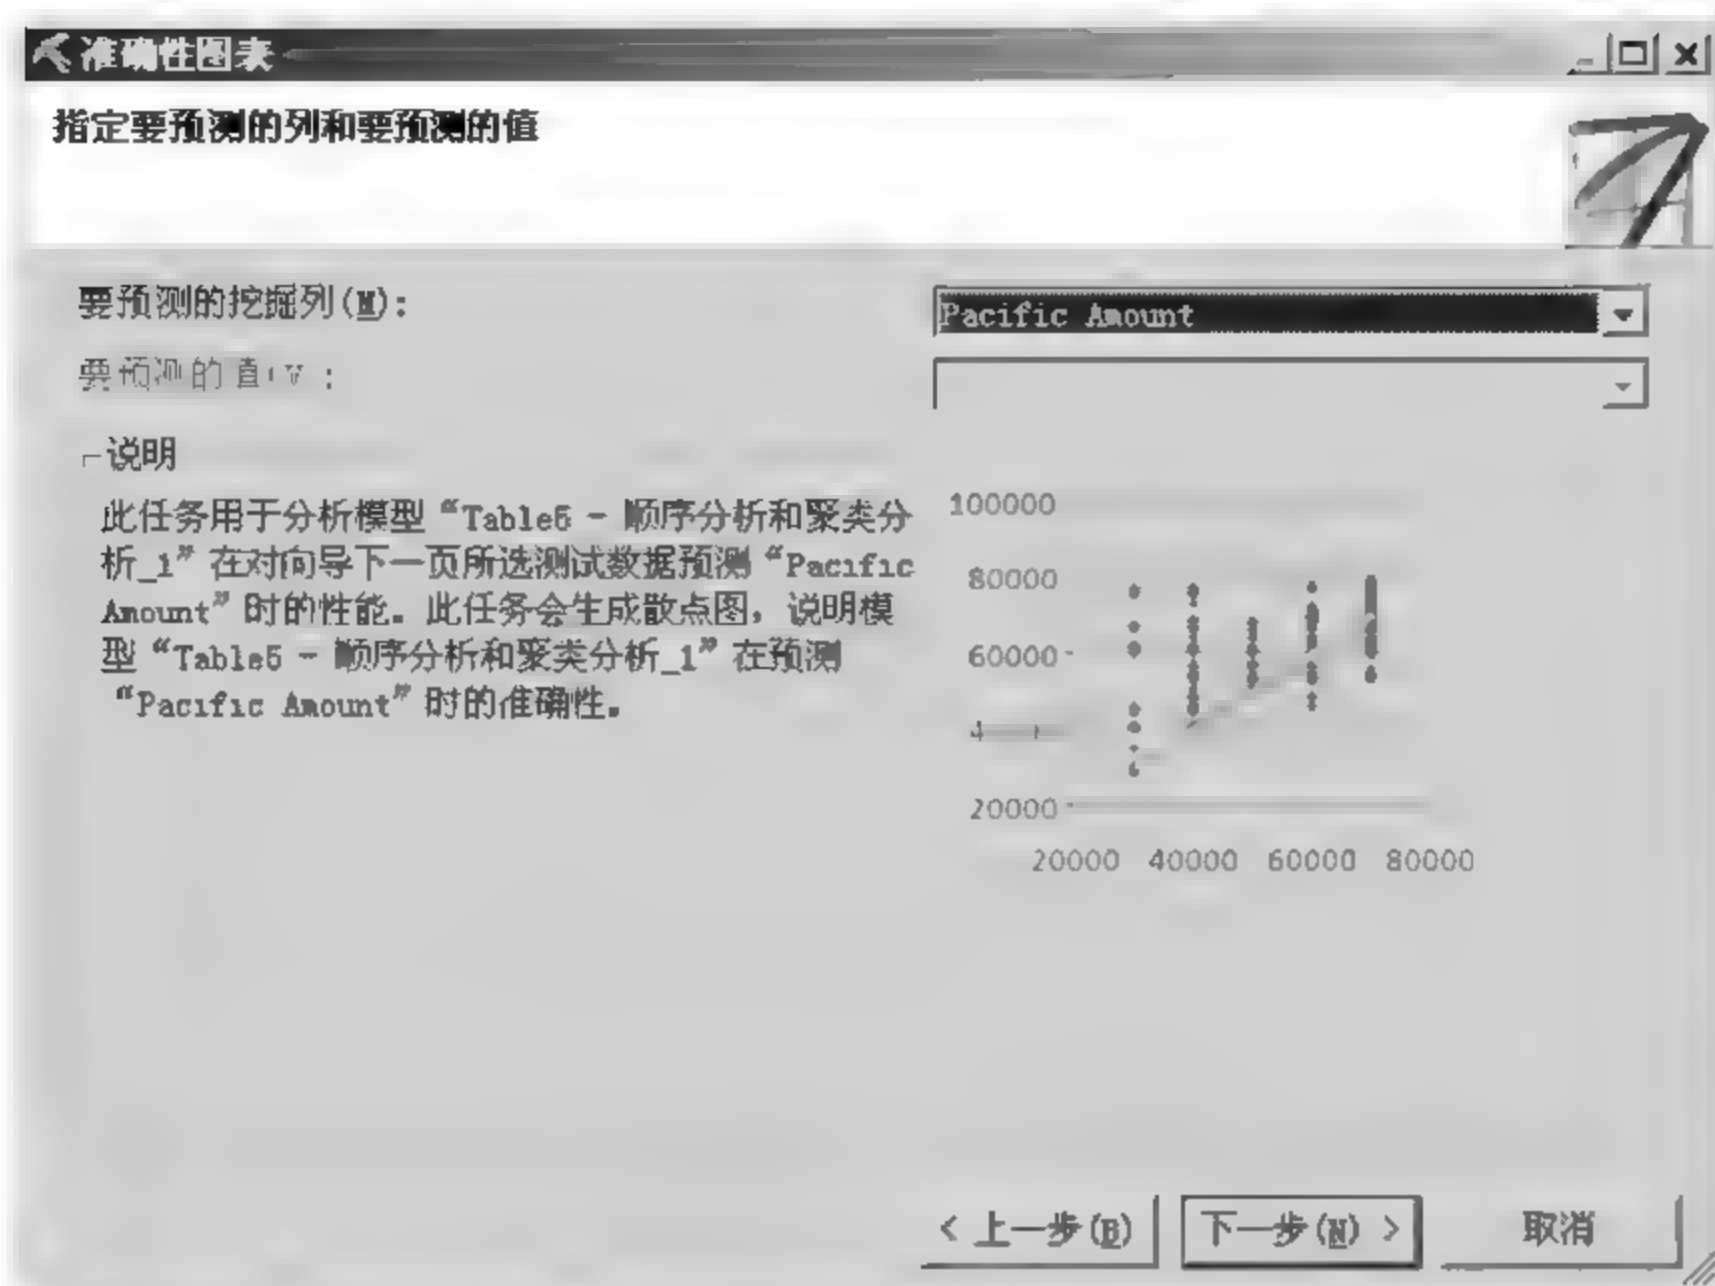 准确性图表
指定要预测的列和要预测的值
要预测的挖掘列(M):
Pacific Amount
要预测的值(V):
说明
此任务用于分析模型“Table5 - 顺序分析和聚类分
析_1”在对向导下一页所选测试数据预测“Pacific
Amount”时的性能。此任务会生成散点图，说明模
型“Table5 - 顺序分析和聚类分析_1”在预测
“Pacific Amount”时的准确性。
100000
80000
60000
20000
20000 40000 60000 80000
< 上一步(B)
下一步(N) >
取消